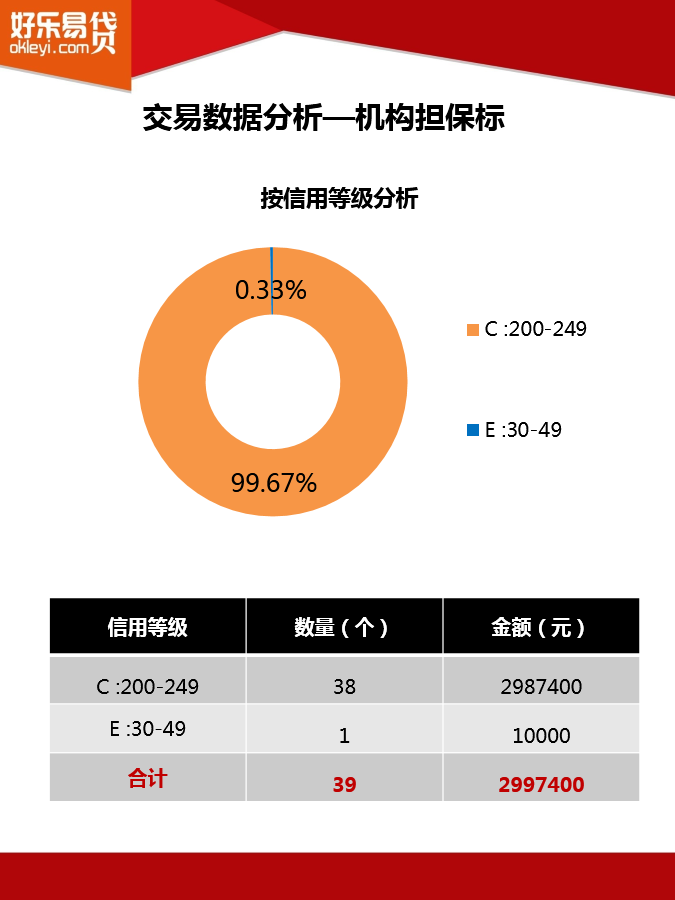 好乐易贷
okleyi.com
交易数据分析—机构担保标
按信用等级分析
0.33%
C :200-249
E :30-49
99.67%
信用等级 数量（个） 金额（元）
C :200-249 38 2987400
E :30-49 1 10000
合计 39 2997400